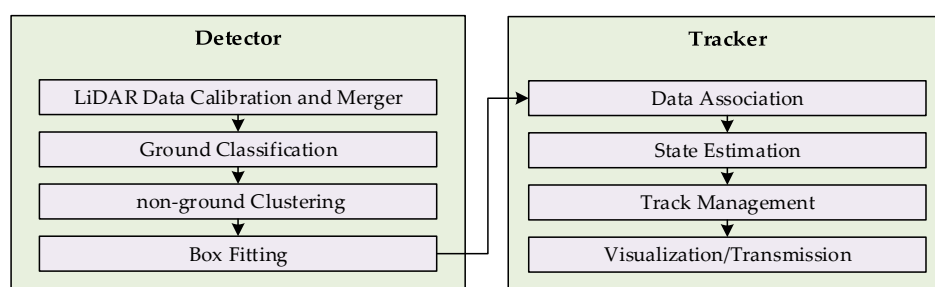 Detector
LiDAR Data Calibration and Merger
Ground Classification
non-ground Clustering
Box Fitting
Tracker
Data Association
State Estimation
Track Management
Visualization/Transmission